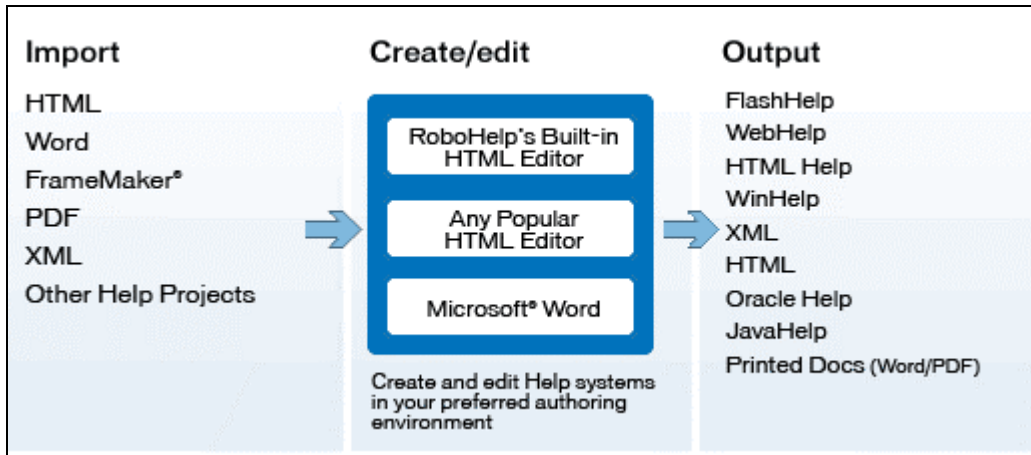 Import
HTML
Word
FrameMaker®
PDF
XML
Other Help Projects
Create/edit
RoboHelp's Built-in
HTML Editor
Any Popular
HTML Editor
Microsoft® Word
Create and edit Help systems
in your preferred authoring
environment
Output
FlashHelp
WebHelp
HTML Help
WinHelp
XML
HTML
Oracle Help
JavaHelp
Printed Docs (Word/PDF)